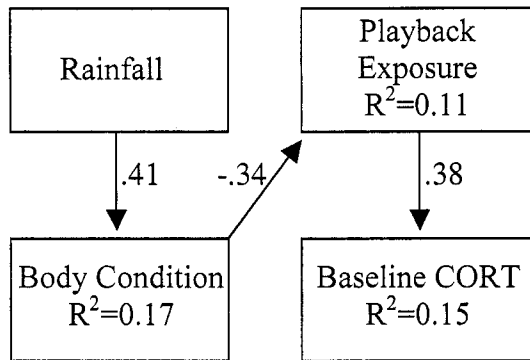 Rainfall
Playback
Exposure
R²=0.11
.41
-.34
.38
Body Condition
R²=0.17
Baseline CORT
R²=0.15